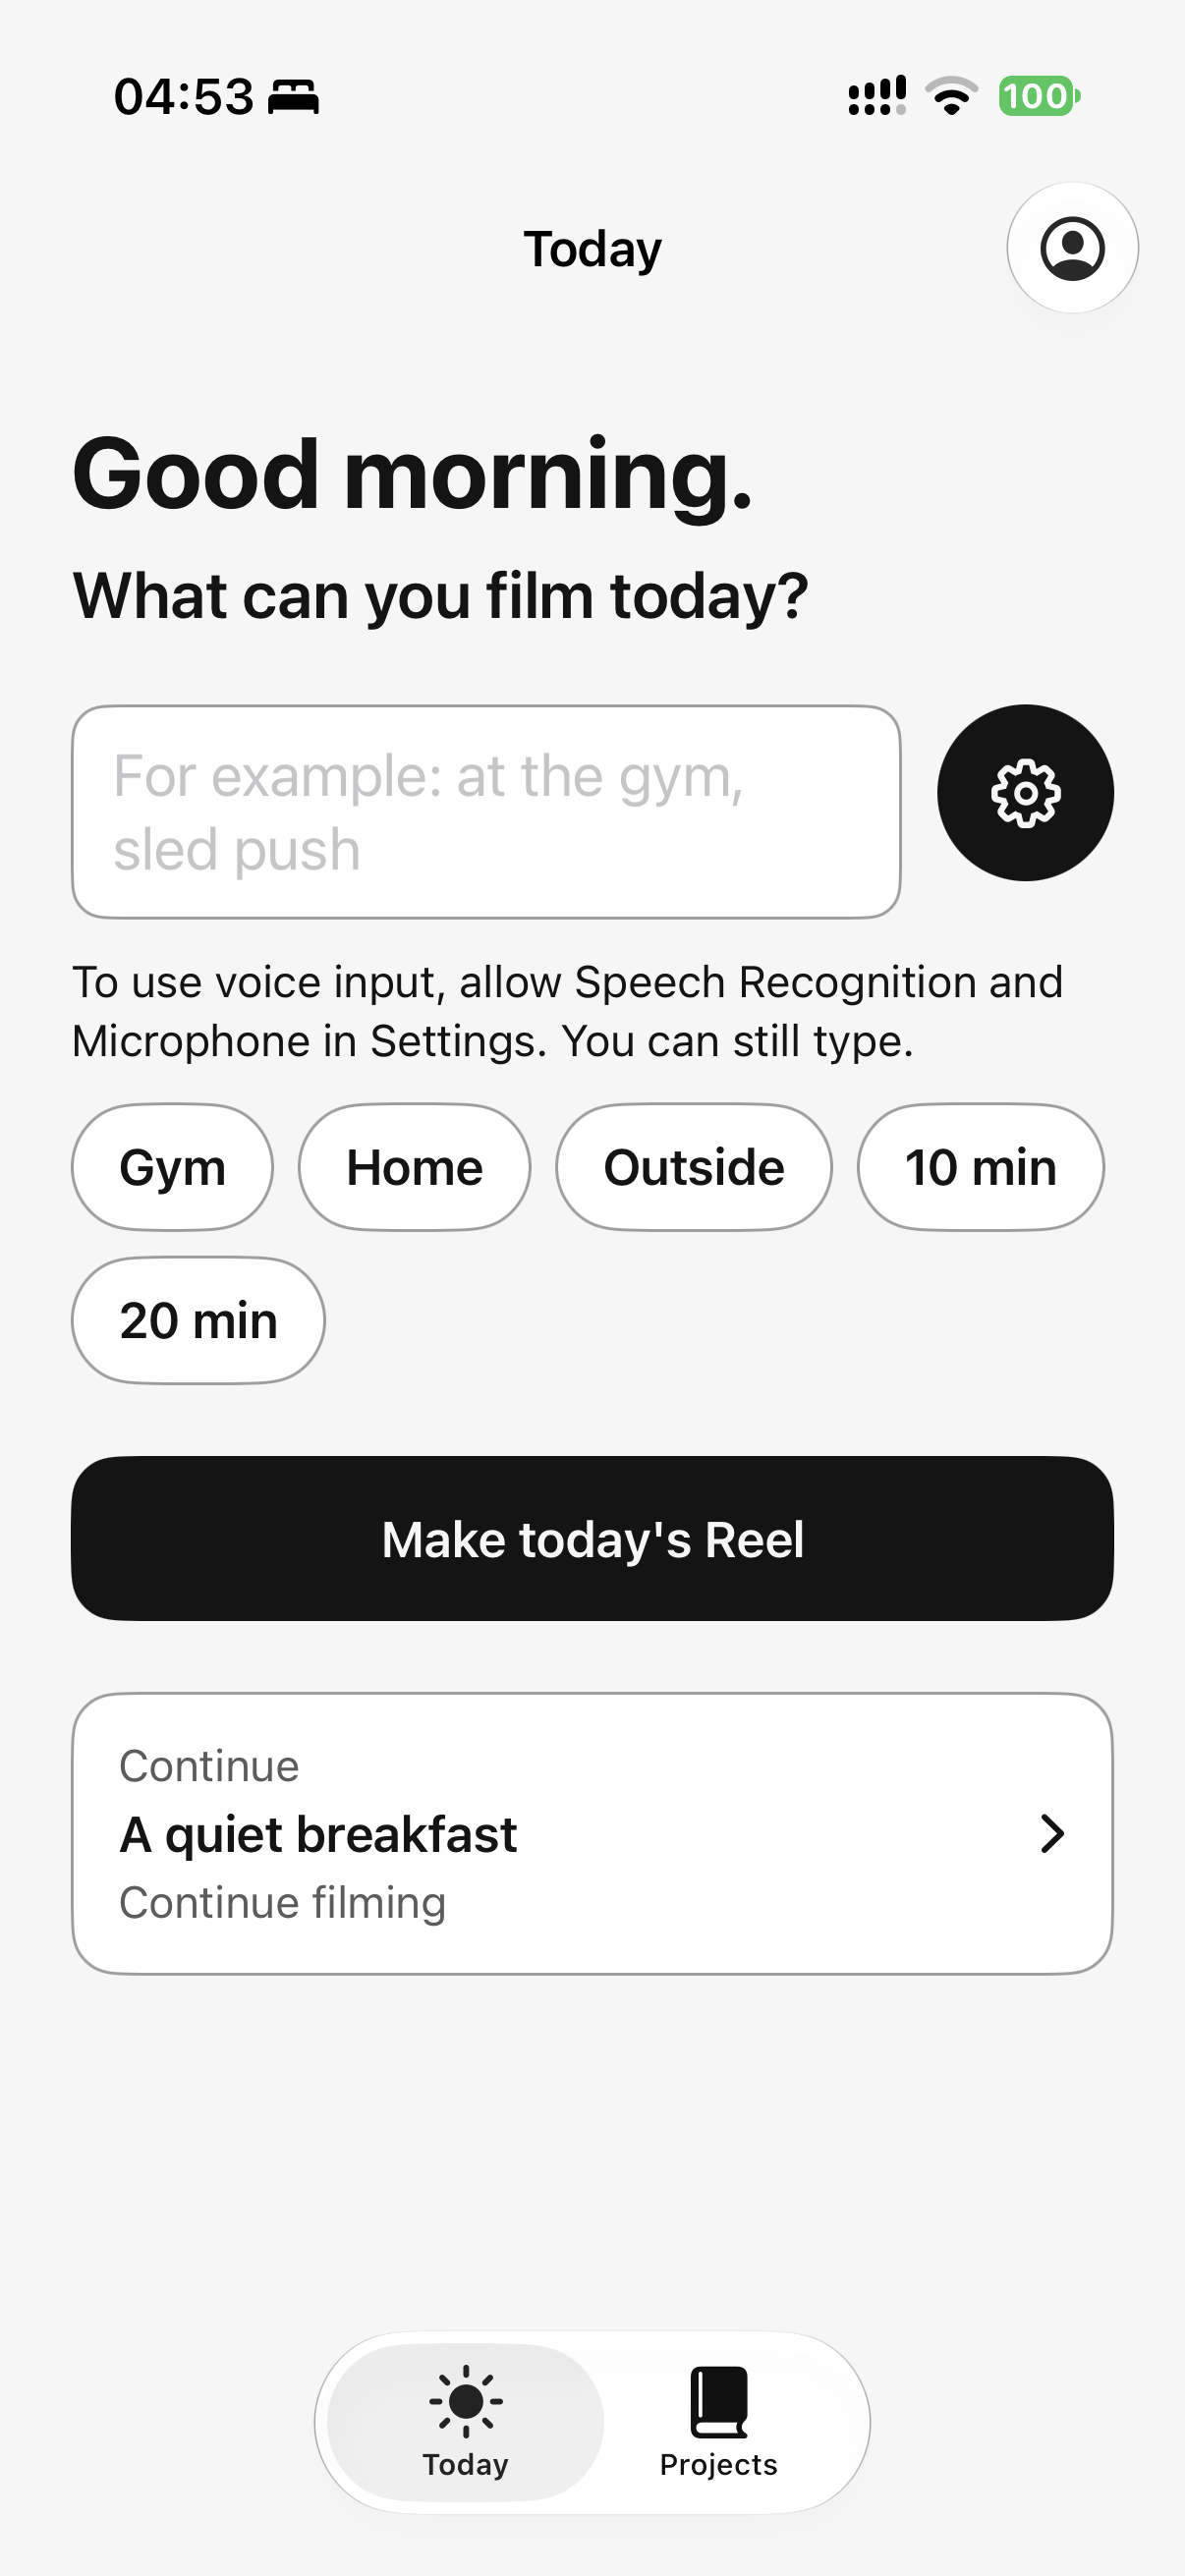 04:53
100
Today
Good morning.
What can you film today?
For example: at the gym,
sled push
To use voice input, allow Speech Recognition and
Microphone in Settings. You can still type.
Gym
Home
Outside
10 min
20 min
Make today's Reel
Continue
A quiet breakfast
Continue filming
Today
Projects